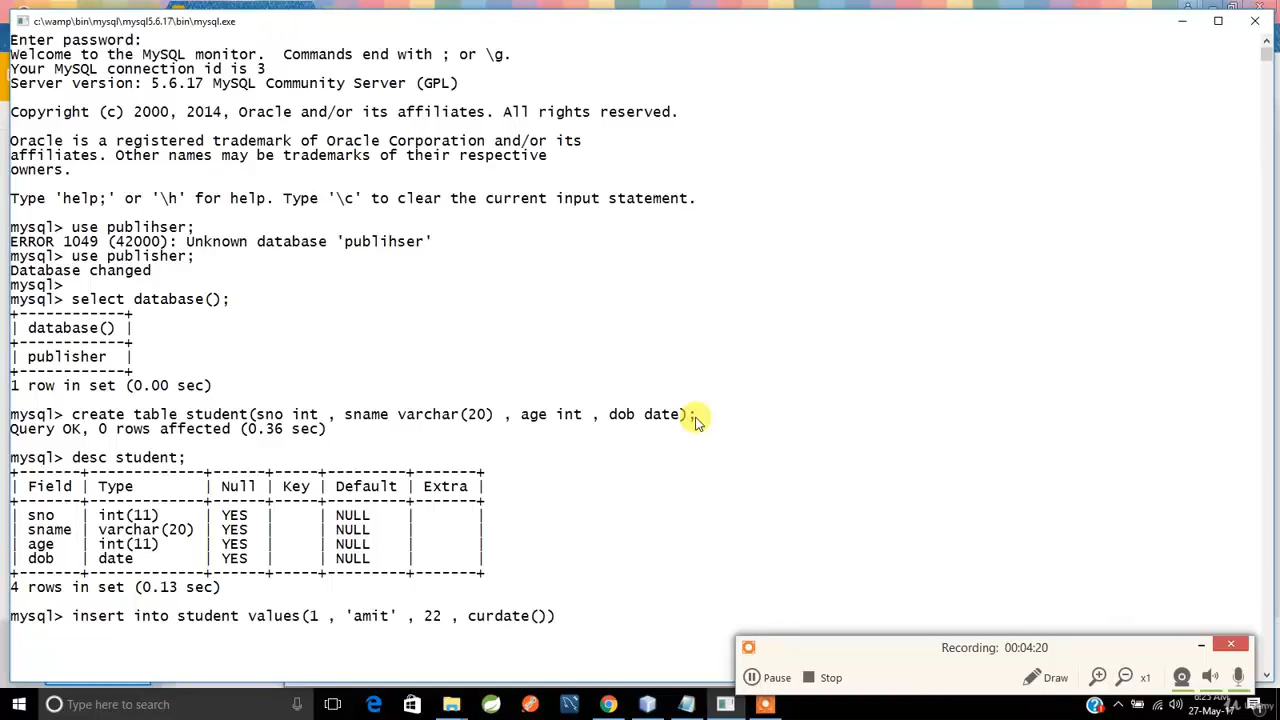 c:\wamp\bin\mysql\mysql5.6.17\bin\mysql.exe
Enter password:
Welcome to the MySQL monitor.  Commands end with ; or \g.
Your MySQL connection id is 3
Server version: 5.6.17 MySQL Community Server (GPL)
Copyright (c) 2000, 2014, Oracle and/or its affiliates. All rights reserved.
Oracle is a registered trademark of Oracle Corporation and/or its
affiliates. Other names may be trademarks of their respective
owners.
Type 'help;' or '\h' for help. Type '\c' to clear the current input statement.
mysql> use publihser;
ERROR 1049 (42000): Unknown database 'publihser'
mysql> use publisher;
Database changed
mysql>
mysql> select database();
+------------+
| database() |
+------------+
| publisher  |
+------------+
1 row in set (0.00 sec)
mysql> create table student(sno int , sname varchar(20) , age int , dob date);
Query OK, 0 rows affected (0.36 sec)
mysql> desc student;
+-------+-------------+------+-----+---------+-------+
| Field | Type        | Null | Key | Default | Extra |
+-------+-------------+------+-----+---------+-------+
| sno   | int(11)     | YES  |     | NULL    |       |
| sname | varchar(20) | YES  |     | NULL    |       |
| age   | int(11)     | YES  |     | NULL    |       |
| dob   | date        | YES  |     | NULL    |       |
+-------+-------------+------+-----+---------+-------+
4 rows in set (0.13 sec)
mysql> insert into student values(1 , 'amit' , 22 , curdate())
Recording: 00:04:20
Pause Stop Draw x1
Type here to search